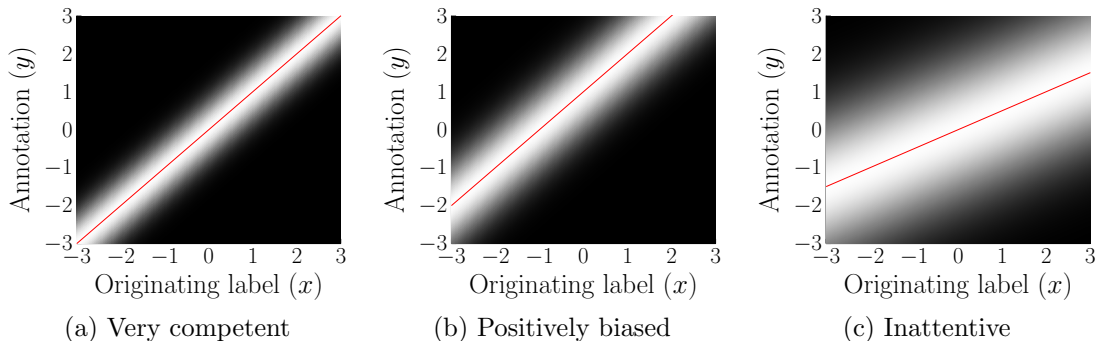 Annotation (y)
3
2
1
0
−1
−2
−3
−3 −2 −1 0 1 2 3
Originating label (x)
(a) Very competent
Annotation (y)
3
2
1
0
−1
−2
−3
−3 −2 −1 0 1 2 3
Originating label (x)
(b) Positively biased
Annotation (y)
3
2
1
0
−1
−2
−3
−3 −2 −1 0 1 2 3
Originating label (x)
(c) Inattentive